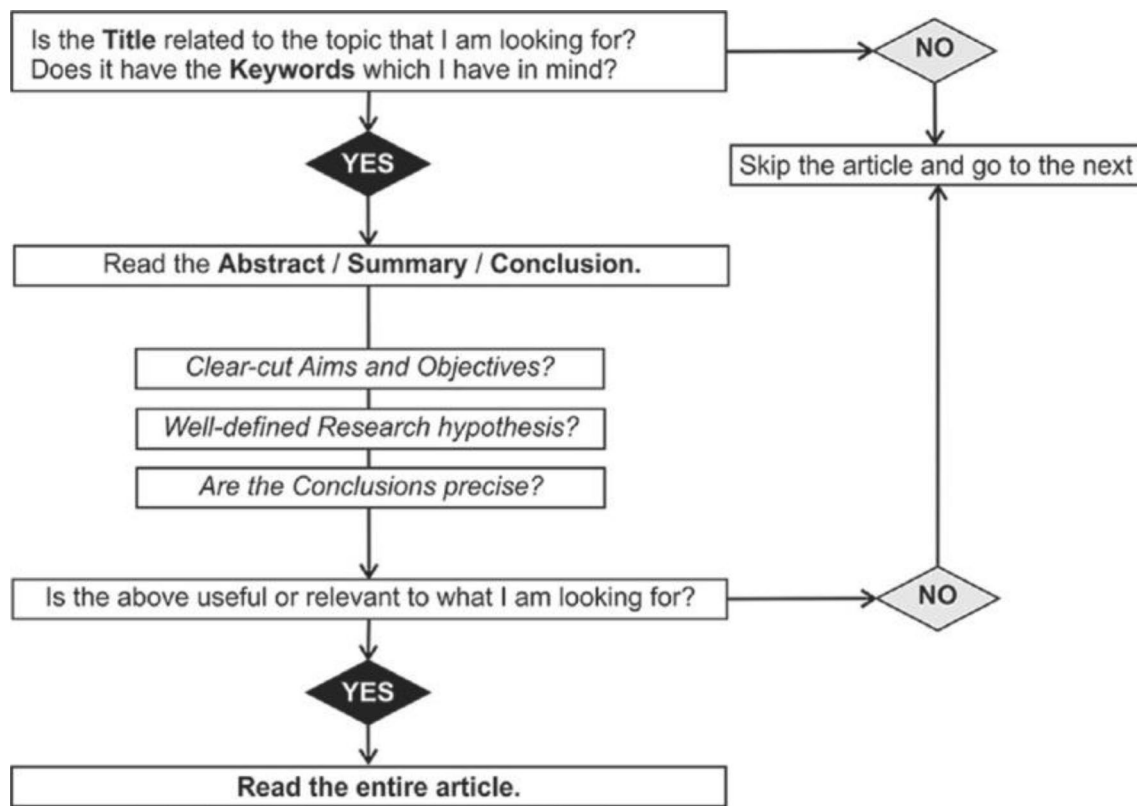 Is the Title related to the topic that I am looking for?
Does it have the Keywords which I have in mind?
NO
YES
Skip the article and go to the next
Read the Abstract / Summary / Conclusion.
Clear-cut Aims and Objectives?
Well-defined Research hypothesis?
Are the Conclusions precise?
Is the above useful or relevant to what I am looking for?
NO
YES
Read the entire article.